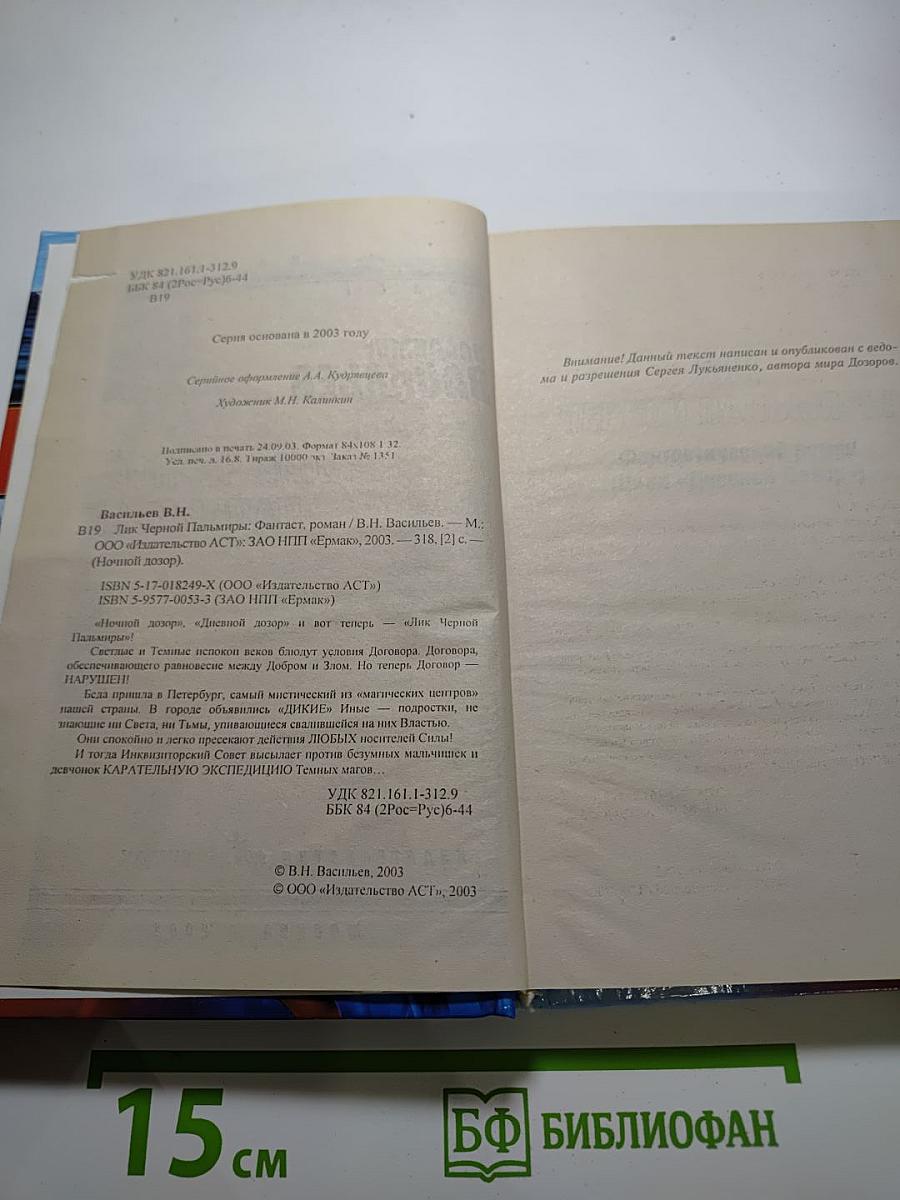 УДК 821.161.1-312.9
ББК 84 (2Рос=Рус)6-44
В19
Серия основана в 2003 году
Серийное оформление А.А. Кудрявцева
Художник М.Н. Калинкин
Подписано в печать 24.09.03. Формат 84x108 1/32.
Усл. печ. л. 16,8. Тираж 10000 экз. Заказ № 1351
Васильев В.Н.
В19 Лик Черной Пальмиры: Фантаст, роман / В.Н. Васильев. — М.:
ООО «Издательство АСТ»: ЗАО НПП «Ермак», 2003. — 318, [2] с. —
(Ночной дозор).
ISBN 5-17-018249-X (ООО «Издательство АСТ»)
ISBN 5-9577-0053-3 (ЗАО НПП «Ермак»)
«Ночной дозор», «Дневной дозор» и вот теперь — «Лик Черной
Пальмиры»!
Светлые и Темные испокон веков блюдут условия Договора. Договора,
обеспечивающего равновесие между Добром и Злом. Но теперь Договор —
НАРУШЕН!
Беда пришла в Петербург, самый мистический из «магических центров»
нашей страны. В городе объявились «ДИКИЕ» Иные — подростки, не
знающие ни Света, ни Тьмы, упивающиеся свалившейся на них Властью.
Они спокойно и легко пресекают действия ЛЮБЫХ носителей Силы!
И тогда Инквизиторский Совет высылает против безумных мальчишек и
девчонок КАРАТЕЛЬНУЮ ЭКСПЕДИЦИЮ Темных магов...
УДК 821.161.1-312.9
ББК 84 (2Рос=Рус)6-44
© В.Н. Васильев, 2003
© ООО «Издательство АСТ», 2003
Внимание! Данный текст написан и опубликован с ведо-
ма и разрешения Сергея Лукьяненко, автора мира Дозоров.
15 см
БФ БИБЛИОФАН